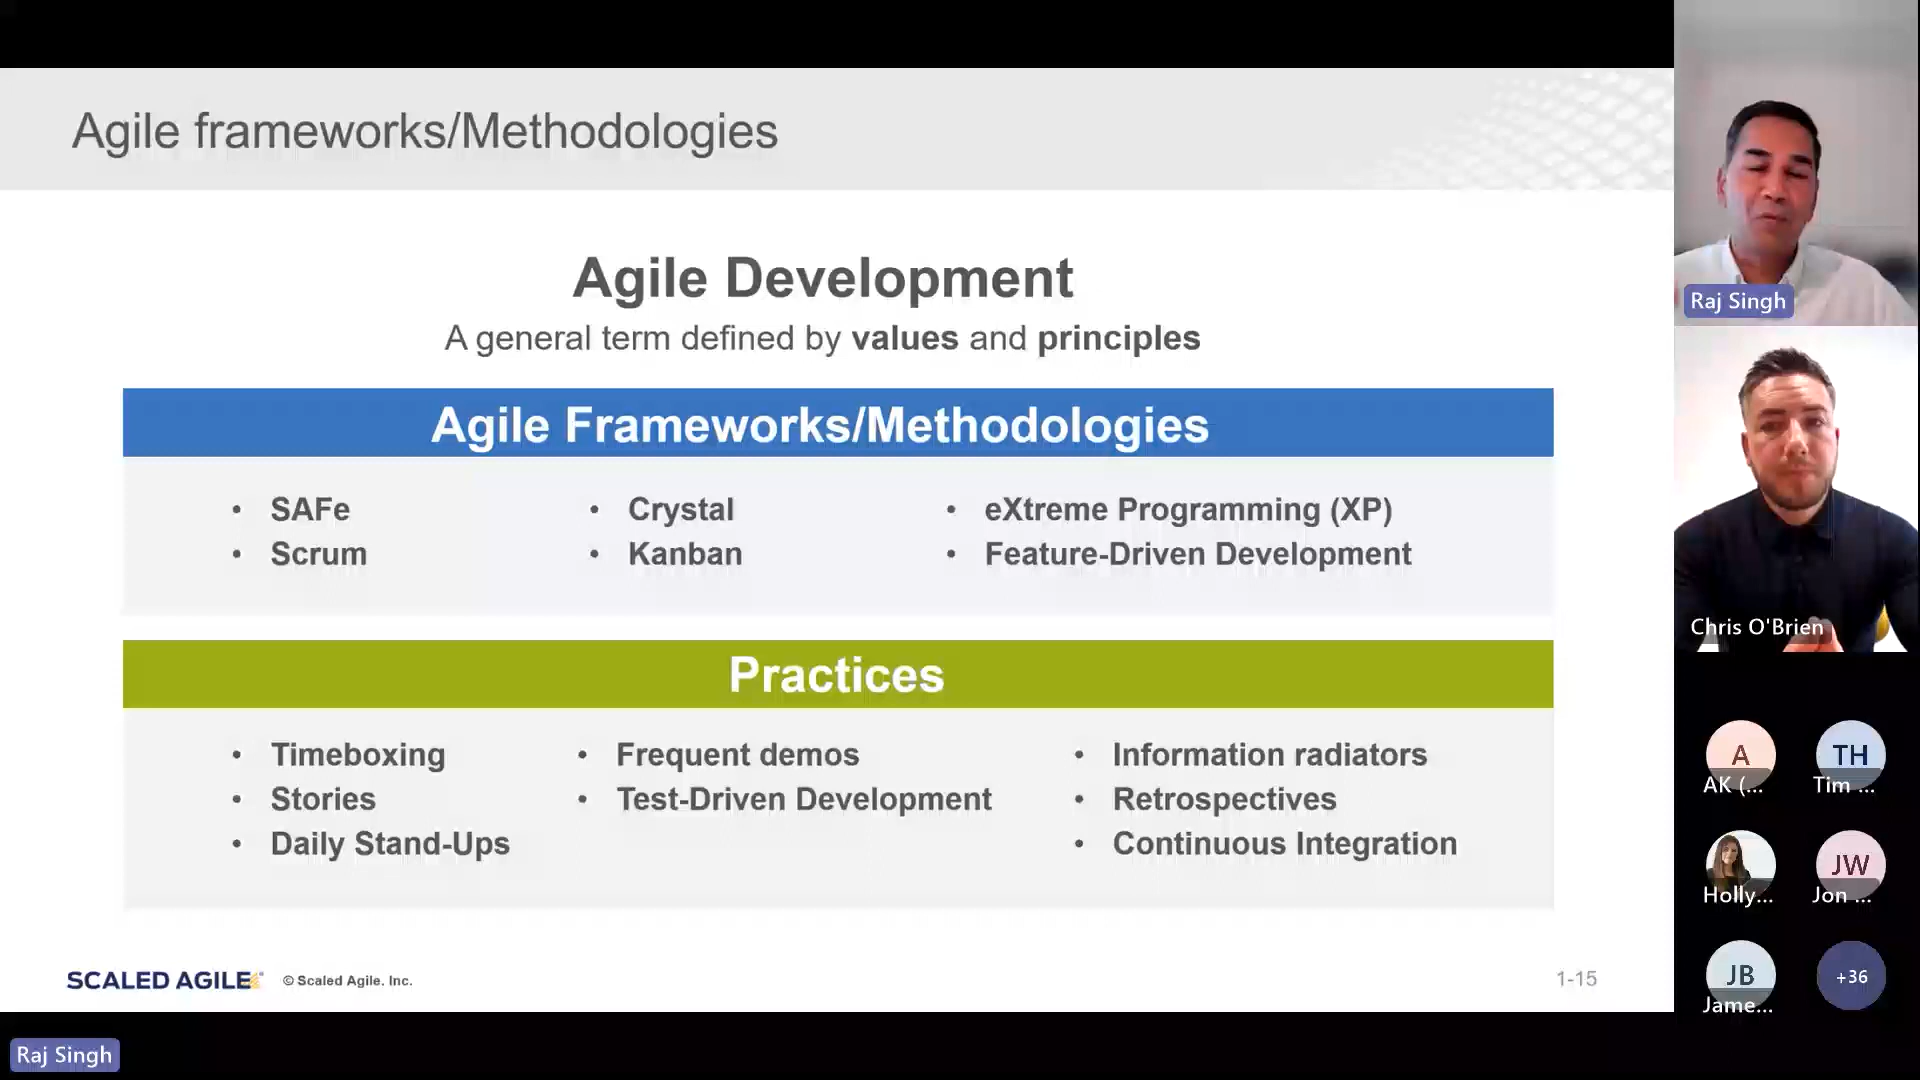 Agile frameworks/Methodologies
Agile Development
A general term defined by values and principles
Agile Frameworks/Methodologies
• SAFe
• Scrum
• Crystal
• Kanban
• eXtreme Programming (XP)
• Feature-Driven Development
Practices
• Timeboxing
• Stories
• Daily Stand-Ups
• Frequent demos
• Test-Driven Development
• Information radiators
• Retrospectives
• Continuous Integration
SCALED AGILE
© Scaled Agile. Inc.
1-15
Raj Singh
Raj Singh
Chris O'Brien
A
AK (...
TH
Tim ...
Holly...
JW
Jon ...
JB
Jame...
+36